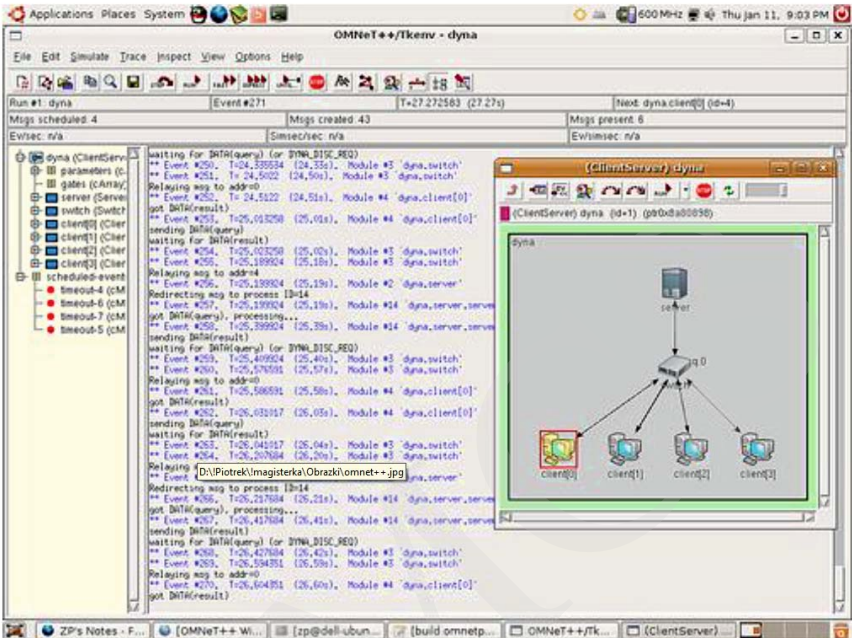 Applications Places System 600 MHz Thu Jan 11, 9:03 PM
OMNeT++/Tkenv - dyna
File Edit Simulate Trace Inspect View Options Help
Run #1: dyna Event #271 T=27.272583 (27.27s) Next: dyna.client[0] (id=4)
Msgs scheduled: 4 Msgs created: 43 Msgs present: 6
Ev/sec: n/a Simsec/sec: n/a Ev/simsec: n/a
dyna (ClientServ
parameters (c
gates (cArray)
server (Server
switch (Switch
client[0] (Clier
client[1] (Clier
client[2] (Clier
client[3] (Clier
scheduled-event
timeout-4 (cM
timeout-6 (cM
timeout-7 (cM
timeout-5 (cM
waiting for DATA(query) (or DYNA_DISC_REQ)
** Event #250. T=24.335534 (24.33s). Module #3 `dyna.switch'
** Event #251. T= 24.5022 (24.50s). Module #3 `dyna.switch'
Relaying msg to addr=0
** Event #252. T= 24.5122 (24.51s). Module #4 `dyna.client[0]'
got DATA(result)
** Event #253. T=25.013258 (25.01s). Module #4 `dyna.client[0]'
sending DATA(query)
waiting for DATA(result)
** Event #254. T=25.023258 (25.02s). Module #3 `dyna.switch'
** Event #255. T=25.189924 (25.18s). Module #3 `dyna.switch'
Relaying msg to addr=4
** Event #256. T=25.199924 (25.19s). Module #2 `dyna.server'
Redirecting msg to process ID=14
** Event #257. T=25.199924 (25.19s). Module #14 `dyna.server.server
got DATA(query), processing...
** Event #258. T=25.399924 (25.39s). Module #14 `dyna.server.server
sending DATA(result)
waiting for DATA(query) (or DYNA_DISC_REQ)
** Event #259. T=25.409924 (25.40s). Module #3 `dyna.switch'
** Event #260. T=25.576591 (25.57s). Module #3 `dyna.switch'
Relaying msg to addr=0
** Event #261. T=25.586591 (25.58s). Module #4 `dyna.client[0]'
got DATA(result)
** Event #262. T=26.031017 (26.03s). Module #4 `dyna.client[0]'
sending DATA(query)
waiting for DATA(result)
** Event #263. T=26.041017 (26.04s). Module #3 `dyna.switch'
** Event #264. T=26.207684 (26.20s). Module #3 `dyna.switch'
Relaying
D:\!Piotrek\!magisterka\Obrazki\omnet++.jpg
** Event dyna.server'
Redirecting msg to process ID=14
** Event #266. T=26.217684 (26.21s). Module #14 `dyna.server.server
got DATA(query), processing...
** Event #267. T=26.417684 (26.41s). Module #14 `dyna.server.server
sending DATA(result)
waiting for DATA(query) (or DYNA_DISC_REQ)
** Event #268. T=26.427684 (26.42s). Module #3 `dyna.switch'
** Event #269. T=26.594351 (26.59s). Module #3 `dyna.switch'
Relaying msg to addr=0
** Event #270. T=26.604351 (26.60s). Module #4 `dyna.client[0]'
got DATA(result)
(ClientServer) dyna
(ClientServer) dyna (id=1) (ptr0x8a80898)
dyna
server
q:0
switch
client[0] client[1] client[2] client[3]
ZP's Notes - F... [OMNeT++ Wi... [zp@dell-ubun... [build omnetp... OMNeT++/Tk... (ClientServer) ...